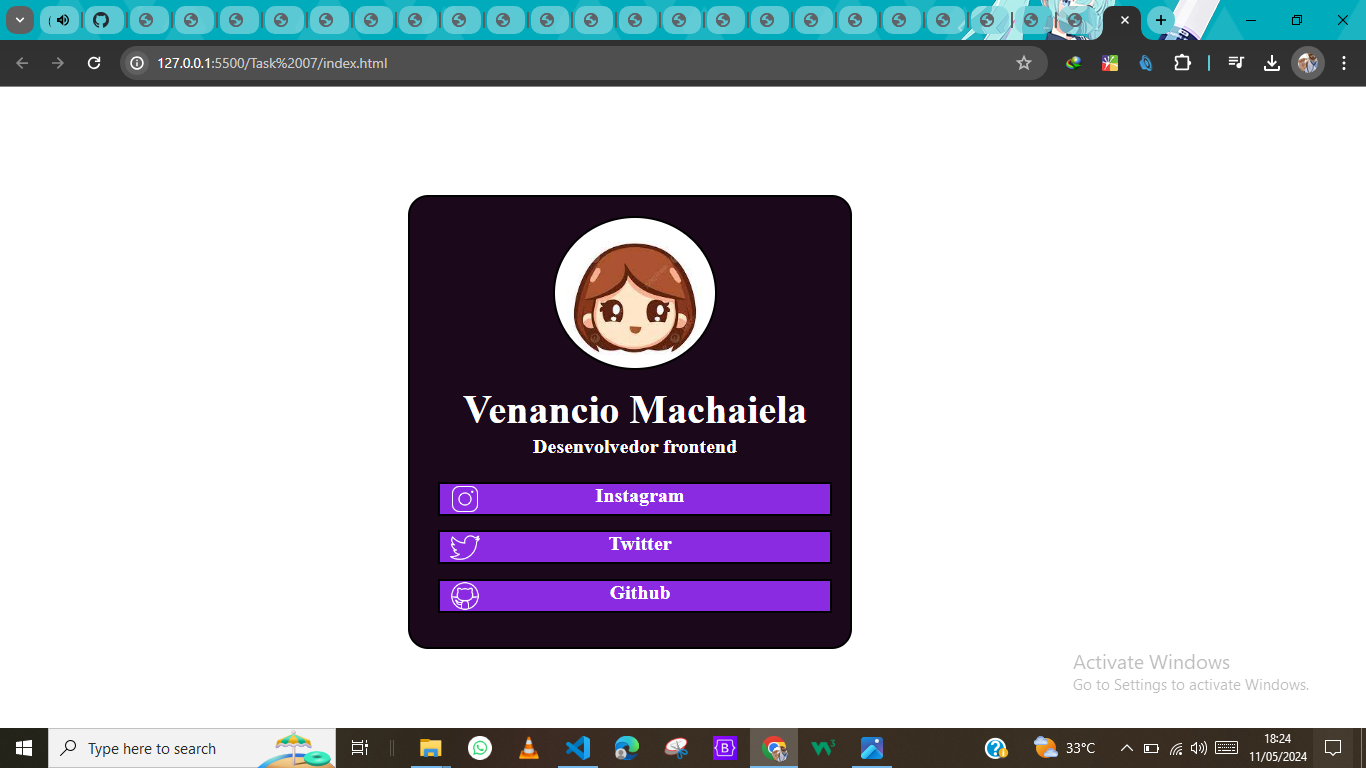 127.0.0.1:5500/Task%2007/index.html
Venancio Machaiela
Desenvolvedor frontend
Instagram
Twitter
Github
Activate Windows
Go to Settings to activate Windows.
Type here to search
33°C
18:24
11/05/2024